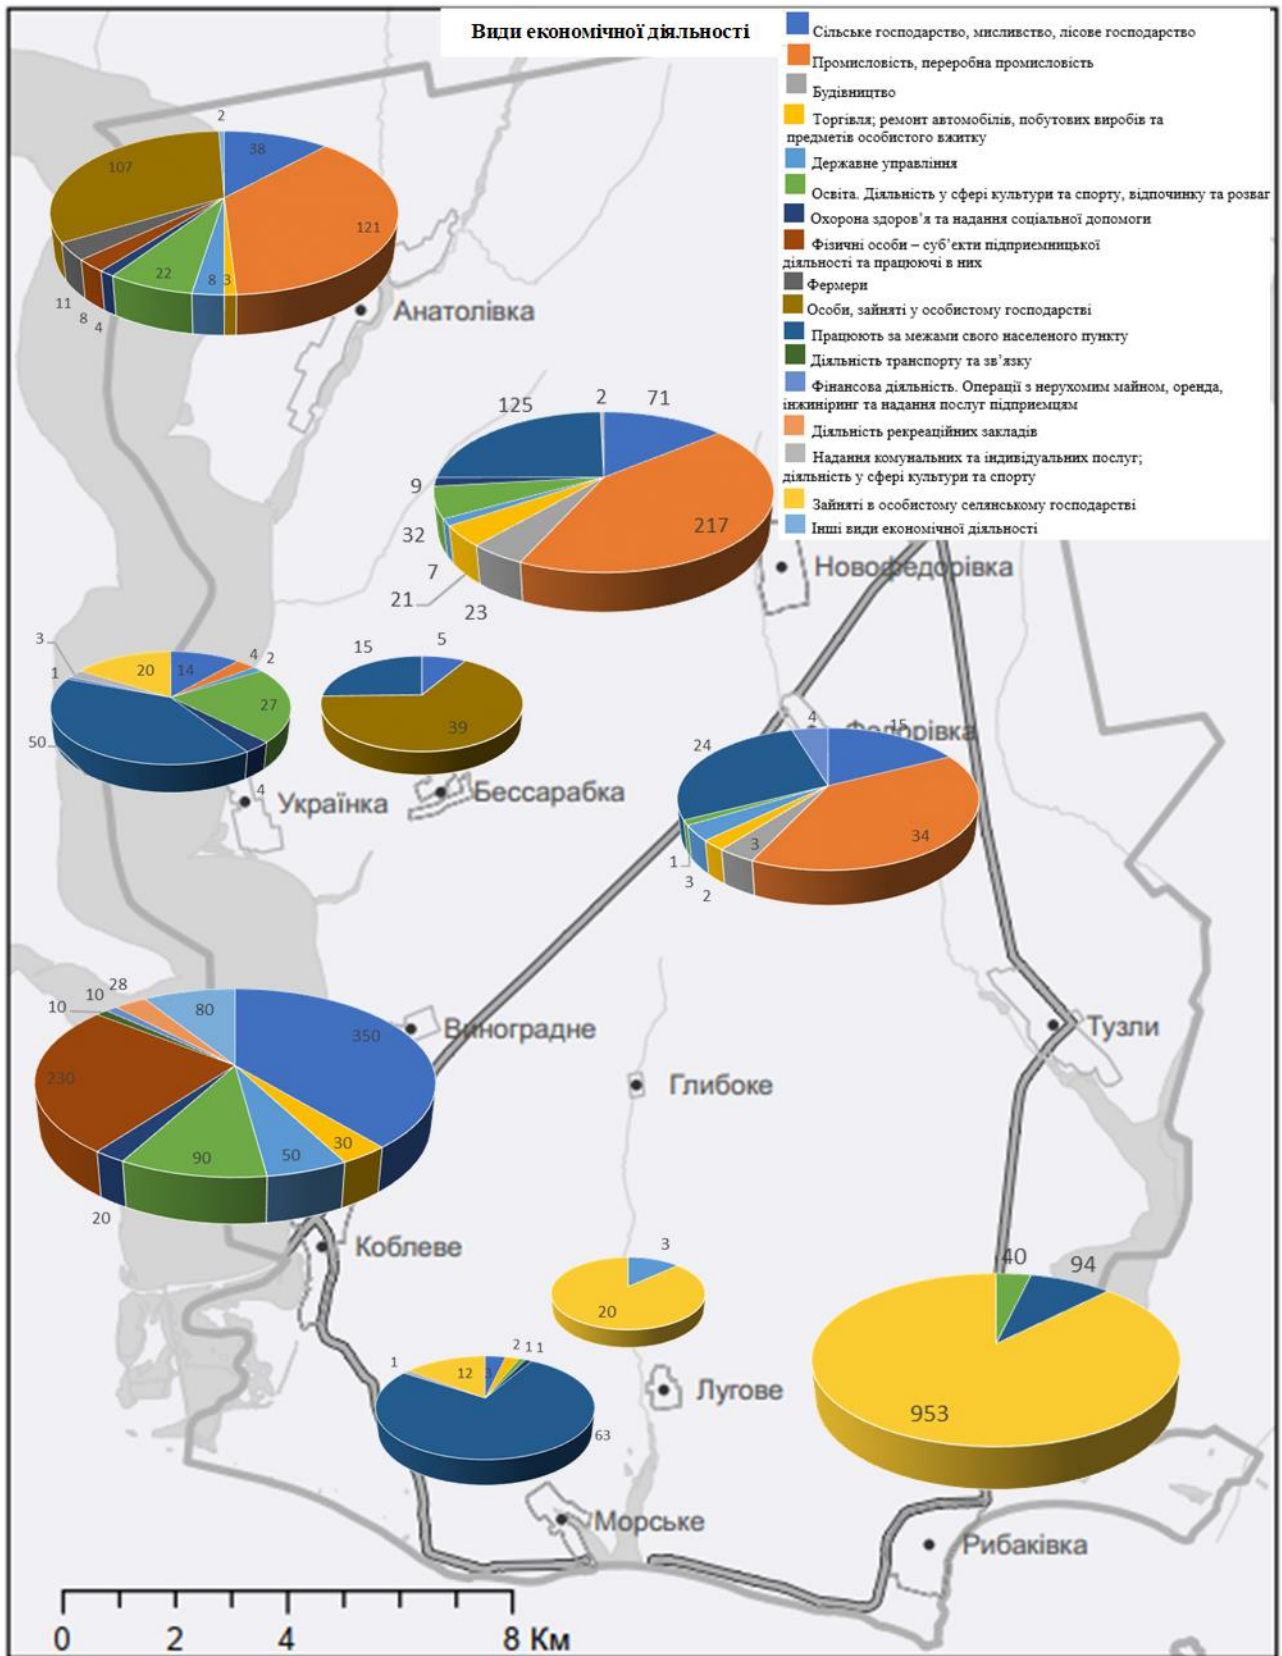 Види економічної діяльності
Сільське господарство, мисливство, лісове господарство
Промисловість, переробна промисловість
Будівництво
Торгівля; ремонт автомобілів, побутових виробів та
предметів особистого вжитку
Державне управління
Освіта. Діяльність у сфері культури та спорту, відпочинку та розваг
Охорона здоров’я та надання соціальної допомоги
Фізичні особи – суб’єкти підприємницької
діяльності та працюючі в них
Фермери
Особи, зайняті у особистому господарстві
Працюють за межами свого населеного пункту
Діяльність транспорту та зв’язку
Фінансова діяльність. Операції з нерухомим майном, оренда,
інжиніринг та надання послуг підприємцям
Діяльність рекреаційних закладів
Надання комунальних та індивідуальних послуг;
діяльність у сфері культури та спорту
Зайняті в особистому селянському господарстві
Інші види економічної діяльності
2
38
107
121
22
8
3
11
8
4
Анатолівка
125
2
71
9
217
32
7
21
23
Новофедорівка
3
20
14
4
2
1
27
50
4
Українка
15
5
39
Бессарабка
4
15
Федорівка
24
34
3
1
3
2
10
10
28
80
350
230
30
50
90
20
Виноградне
Глибоке
Тузли
Коблеве
3
20
40
94
953
1
12
3
2
1
1
63
Лугове
Морське
Рибаківка
0 2 4 8 Км